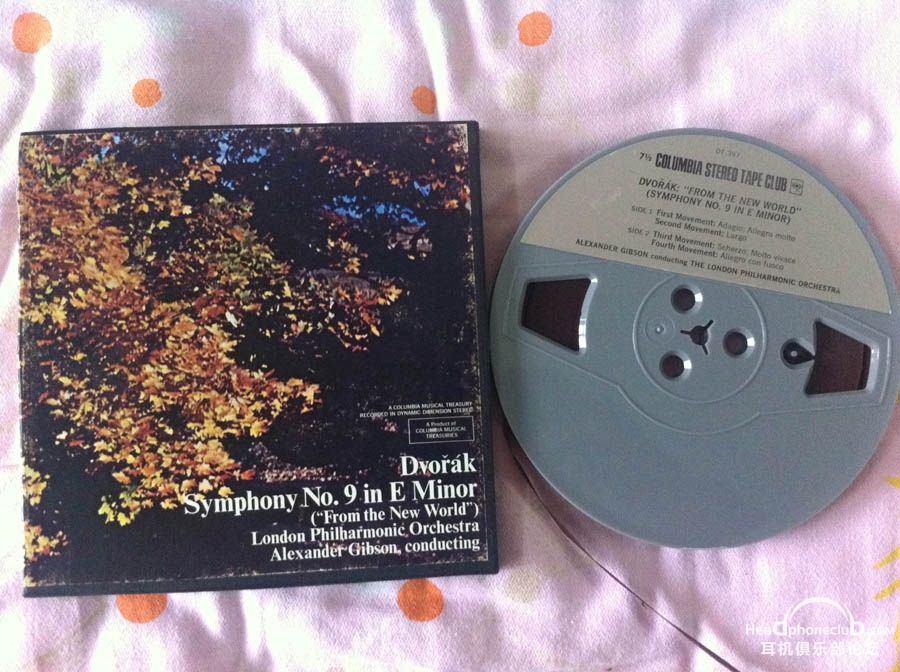 A COLUMBIA MUSICAL TREASURY
RECORDED IN DYNAMIC DIMENSION STEREO
A Product of
COLUMBIA MUSICAL
TREASURIES
Dvořák
Symphony No. 9 in E Minor
("From the New World")
London Philharmonic Orchestra
Alexander Gibson, conducting
7½ COLUMBIA STEREO TAPE CLUB
DVOŘÁK: "FROM THE NEW WORLD"
(SYMPHONY NO. 9 IN E MINOR)
SIDE 1 First Movement: Adagio; Allegro molto
Second Movement: Largo
SIDE 2 Third Movement: Scherzo: Molto vivace
Fourth Movement: Allegro con fuoco
ALEXANDER GIBSON conducting THE LONDON PHILHARMONIC ORCHESTRA
HeadphonecluD.COM
耳机俱乐部论坛